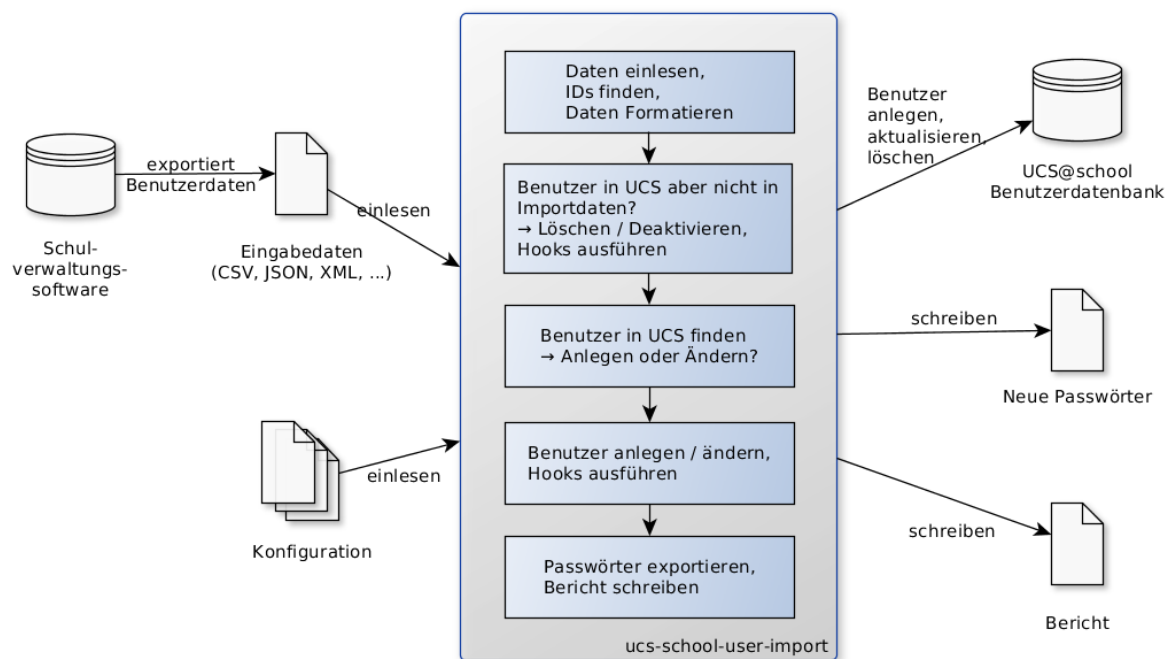 Schul-
verwaltungs-
software
exportiert
Benutzerdaten
Eingabedaten
(CSV, JSON, XML, ...)
einlesen
Konfiguration
einlesen
Daten einlesen,
IDs finden,
Daten Formatieren
Benutzer in UCS aber nicht in
Importdaten?
→ Löschen / Deaktivieren,
Hooks ausführen
Benutzer in UCS finden
→ Anlegen oder Ändern?
Benutzer anlegen / ändern,
Hooks ausführen
Passwörter exportieren,
Bericht schreiben
ucs-school-user-import
Benutzer
anlegen,
aktualisieren,
löschen
UCS@school
Benutzerdatenbank
schreiben
Neue Passwörter
schreiben
Bericht